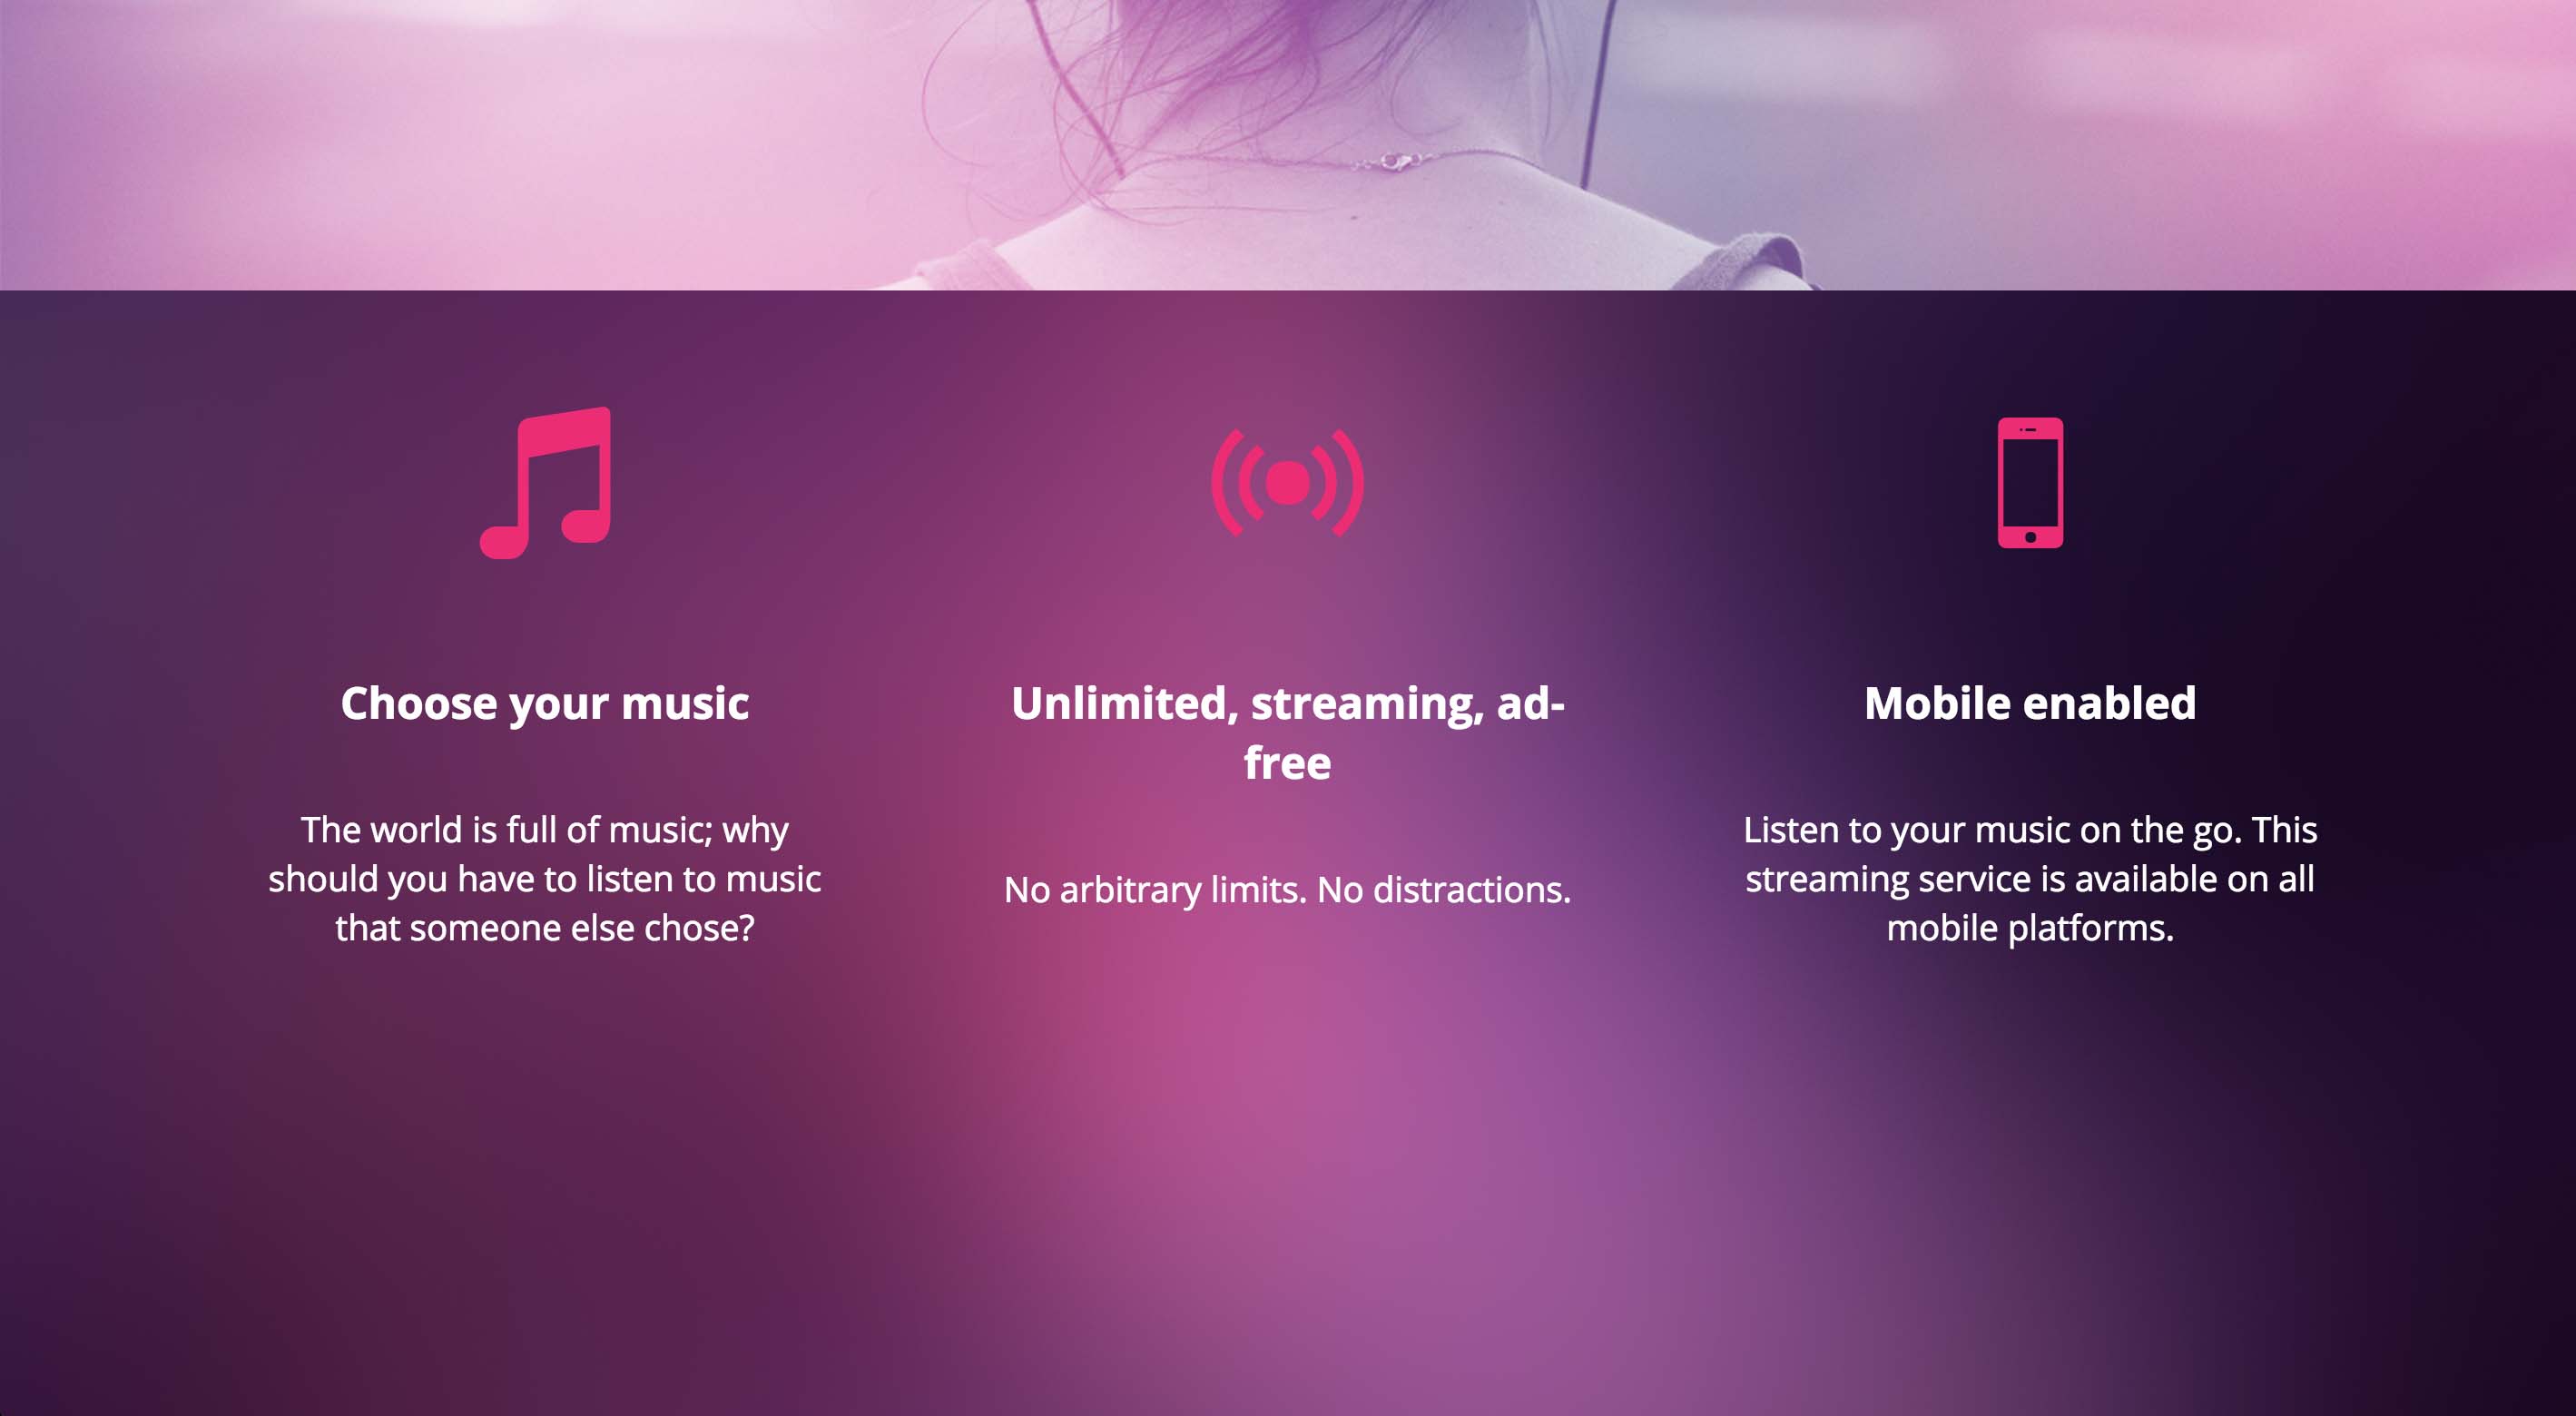 Choose your music
The world is full of music; why
should you have to listen to music
that someone else chose?
Unlimited, streaming, ad-
free
No arbitrary limits. No distractions.
Mobile enabled
Listen to your music on the go. This
streaming service is available on all
mobile platforms.